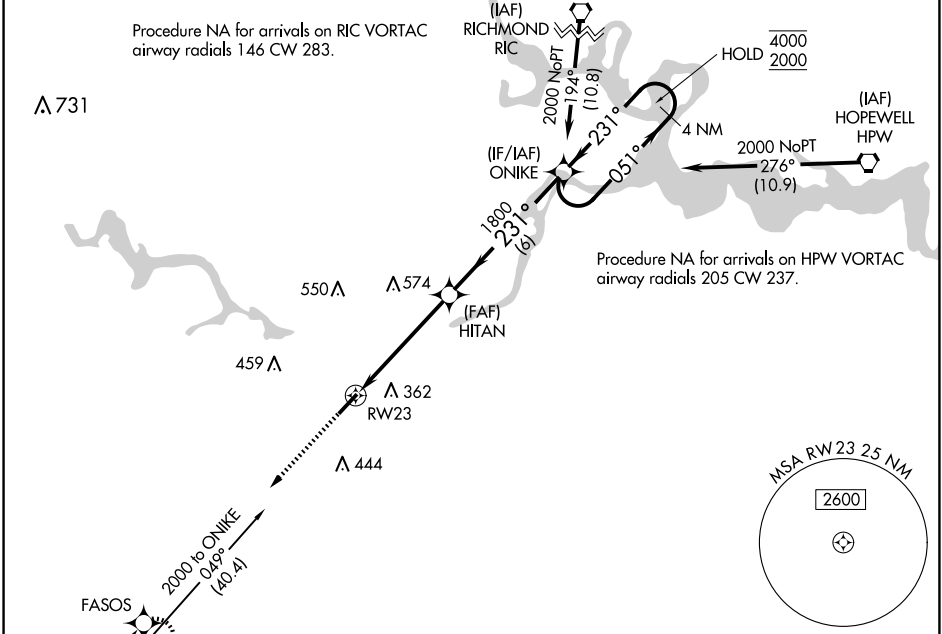 (IAF)
RICHMOND
RIC
Procedure NA for arrivals on RIC VORTAC
airway radials 146 CW 283.
HOLD 4000
2000
731
2000 NoPT
194°
(10.8)
231°
051°
4 NM
(IAF)
HOPEWELL
HPW
2000 NoPT
276°
(10.9)
(IF/IAF)
ONIKE
1800
231°
(6)
Procedure NA for arrivals on HPW VORTAC
airway radials 205 CW 237.
550
574
(FAF)
HITAN
459
362
RW23
444
MSA RW23 25 NM
2600
2000 to ONIKE
049°
(40.4)
FASOS